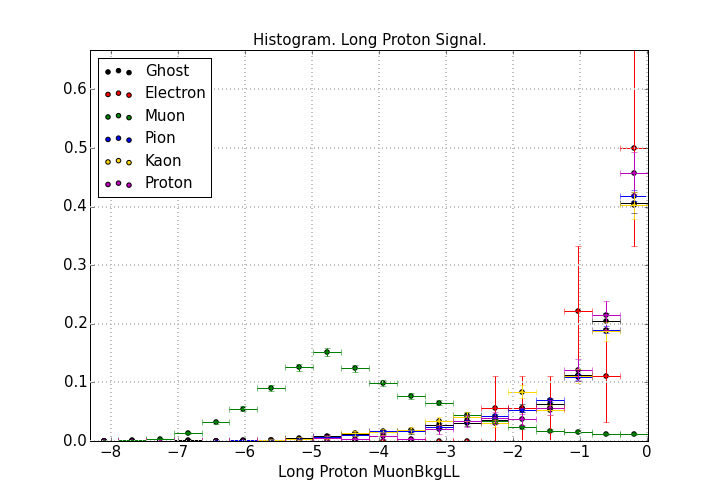 Histogram. Long Proton Signal.
Ghost
Electron
Muon
Pion
Kaon
Proton
0.6
0.5
0.4
0.3
0.2
0.1
0.0
−8 −7 −6 −5 −4 −3 −2 −1 0
Long Proton MuonBkgLL